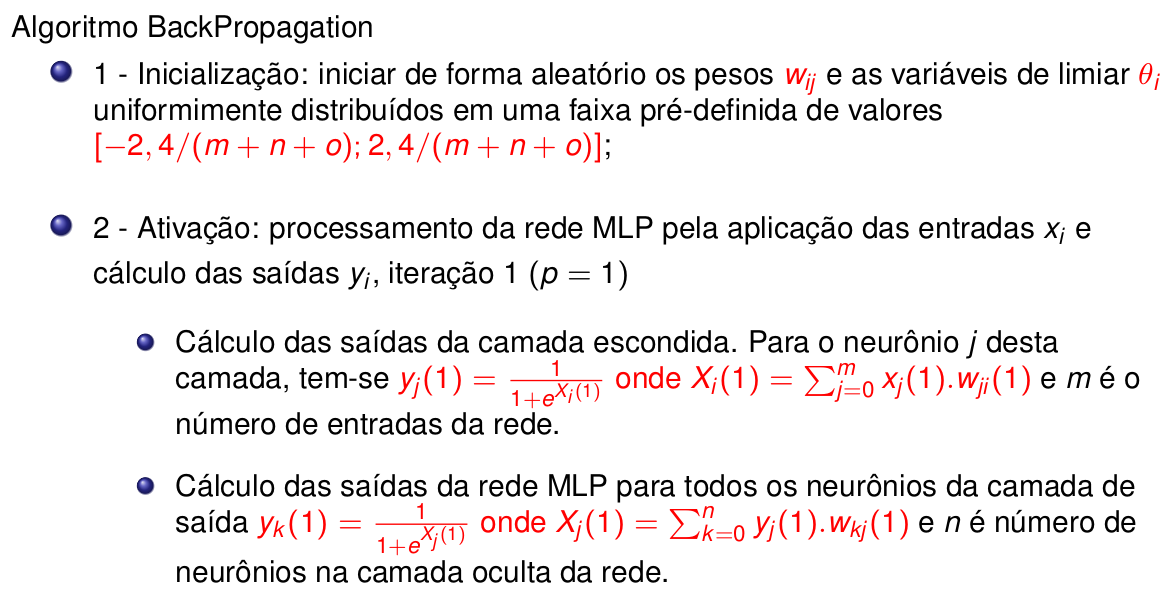 Algoritmo BackPropagation
1 - Inicialização: iniciar de forma aleatório os pesos w_{ij} e as variáveis de limiar θ_i
uniformimente distribuídos em uma faixa pré-definida de valores
[−2, 4/(m + n + o); 2, 4/(m + n + o)];
2 - Ativação: processamento da rede MLP pela aplicação das entradas x_i e
cálculo das saídas y_i, iteração 1 (p = 1)
Cálculo das saídas da camada escondida. Para o neurônio j desta
camada, tem-se y_j(1) = \frac{1}{1+e^{X_i(1)}} onde X_i(1) = \sum_{j=0}^{m} x_j(1).w_{ji}(1) e m é o
número de entradas da rede.
Cálculo das saídas da rede MLP para todos os neurônios da camada de
saída y_k(1) = \frac{1}{1+e^{X_j(1)}} onde X_j(1) = \sum_{k=0}^{n} y_j(1).w_{kj}(1) e n é número de
neurônios na camada oculta da rede.